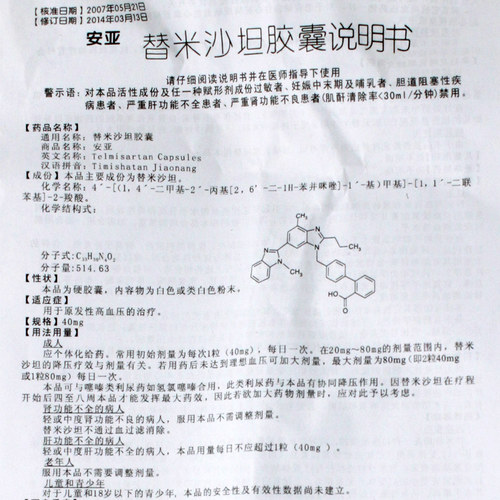 【核准日期】2007年05月21日
【修订日期】2014年03月13日
安亚 替米沙坦胶囊说明书
请仔细阅读说明书并在医师指导下使用
警示语：对本品活性成份及任一种赋形剂成份过敏者、妊娠中末期及哺乳者、胆道阻塞性疾
病患者、严重肝功能不全患者、严重肾功能不良患者(肌酐清除率<30ml/分钟)禁用。
【药品名称】
通用名称：替米沙坦胶囊
商品名称：安亚
英文名称：Telmisartan Capsules
汉语拼音：Timishatan Jiaonang
【成份】本品主要成份为替米沙坦。
化学名称：4′-[(1,4′-二甲基-2′-丙基[2,6′-二-1H-苯并咪唑]-1′-基)甲基]-[1,1′-二联
苯基]-2-羧酸。
化学结构式：
CH₃
N
N
N
N
CH₃
CH₃
HO
O
分子式:C₃₃H₃₀N₄O₂
分子量:514.63
【性状】
本品为硬胶囊，内容物为白色或类白色粉末。
【适应症】
用于原发性高血压的治疗。
【规格】40mg
【用法用量】
成人
应个体化给药。常用初始剂量为每次1粒(40mg)，每日一次。在20mg～80mg的剂量范围内，替米
沙坦的降压疗效与剂量有关。若用药后未达到理想血压可加大剂量，最大剂量为80mg(即2粒40mg
或1粒80mg)每日一次。
本品可与噻嗪类利尿药如氢氯噻嗪合用，此类利尿药与本品有协同降压作用。因替米沙坦在疗程
开始后四至八周本品才能发挥最大药效，因此若欲加大药物剂量时，应对此予以考虑。
肾功能不全的病人
轻或中度肾功能不良的病人，服用本品不需调整剂量。
替米沙坦不通过血过滤消除。
肝功能不全的病人
轻或中度肝功能不全的病人，本品用量每日不应超过1粒(40mg)。
老年人
服用本品不需要调整剂量。
儿童和青少年
对于儿童和18岁以下的青少年，本品的安全性及有效性数据尚未建立。